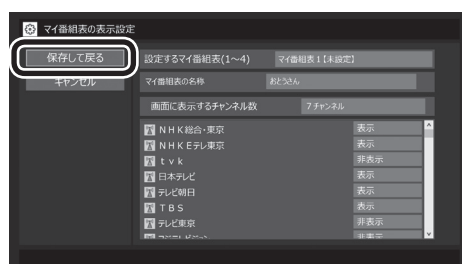 マイ番組表の表示設定
保存して戻る
キャンセル
設定するマイ番組表(1～4) マイ番組表1【未設定】
マイ番組表の名称 おとうさん
画面に表示するチャンネル数 7チャンネル
NHK総合・東京 表示
NHKEテレ東京 表示
tvk 非表示
日本テレビ 表示
テレビ朝日 表示
TBS 表示
テレビ東京 非表示